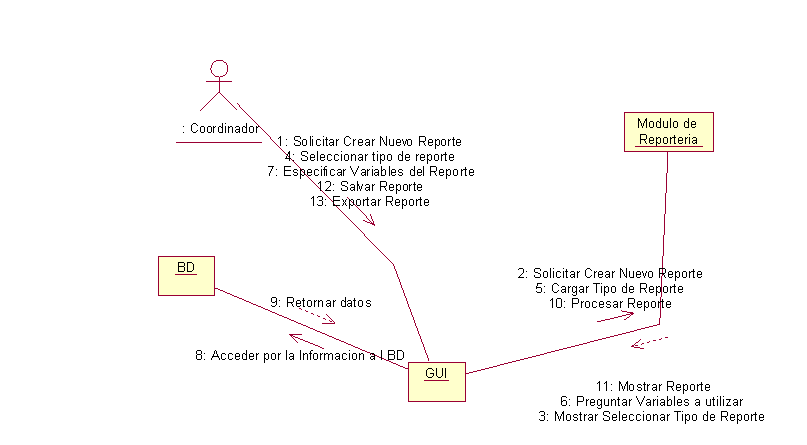 : Coordinador
1: Solicitar Crear Nuevo Reporte
4: Seleccionar tipo de reporte
7: Especificar Variables del Reporte
12: Salvar Reporte
13: Exportar Reporte
Modulo de
Reporteria
BD
9: Retornar datos
8: Acceder por la Informacion a l BD
GUI
2: Solicitar Crear Nuevo Reporte
5: Cargar Tipo de Reporte
10: Procesar Reporte
11: Mostrar Reporte
6: Preguntar Variables a utilizar
3: Mostrar Seleccionar Tipo de Reporte